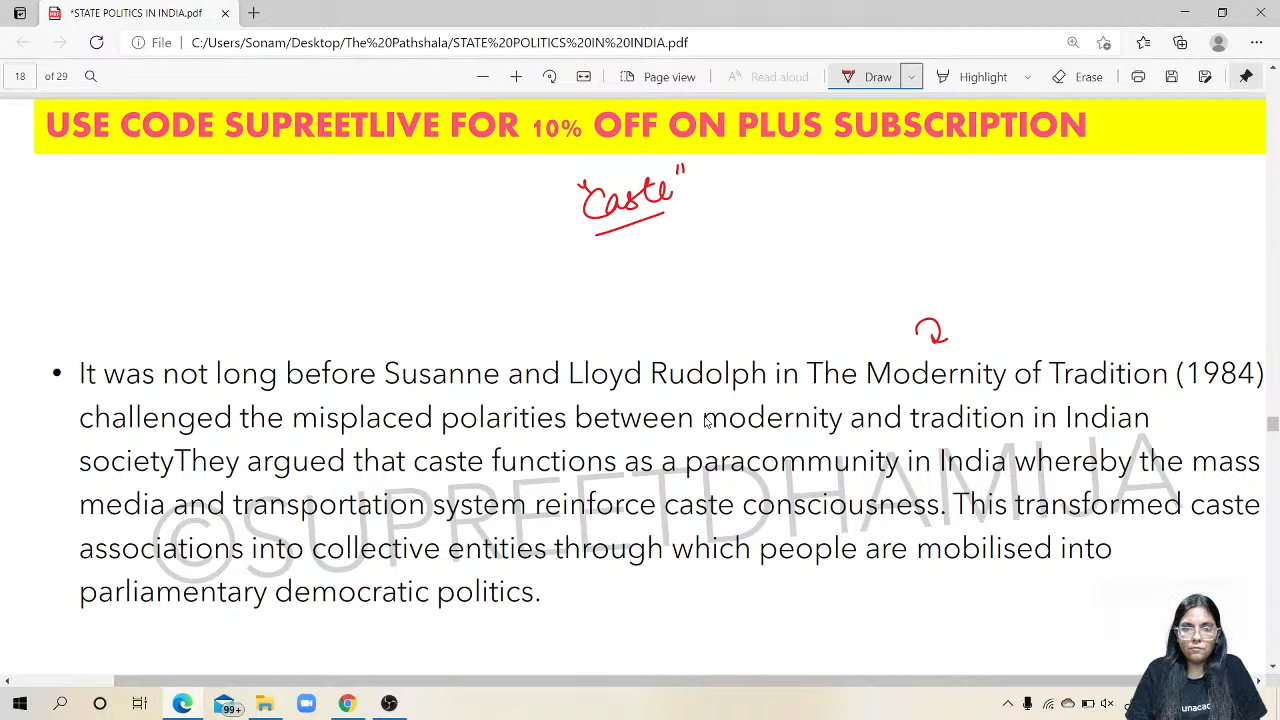 *STATE POLITICS IN INDIA.pdf
File C:/Users/Sonam/Desktop/The%20Pathshala/STATE%20POLITICS%20IN%20INDIA.pdf
18 of 29 Page view Read aloud Draw Highlight Erase
USE CODE SUPREETLIVE FOR 10% OFF ON PLUS SUBSCRIPTION
"Caste"
• It was not long before Susanne and Lloyd Rudolph in The Modernity of Tradition (1984)
challenged the misplaced polarities between modernity and tradition in Indian
societyThey argued that caste functions as a paracommunity in India whereby the mass
media and transportation system reinforce caste consciousness. This transformed caste
associations into collective entities through which people are mobilised into
parliamentary democratic politics.
©SUPREETDHAMIJA
99+